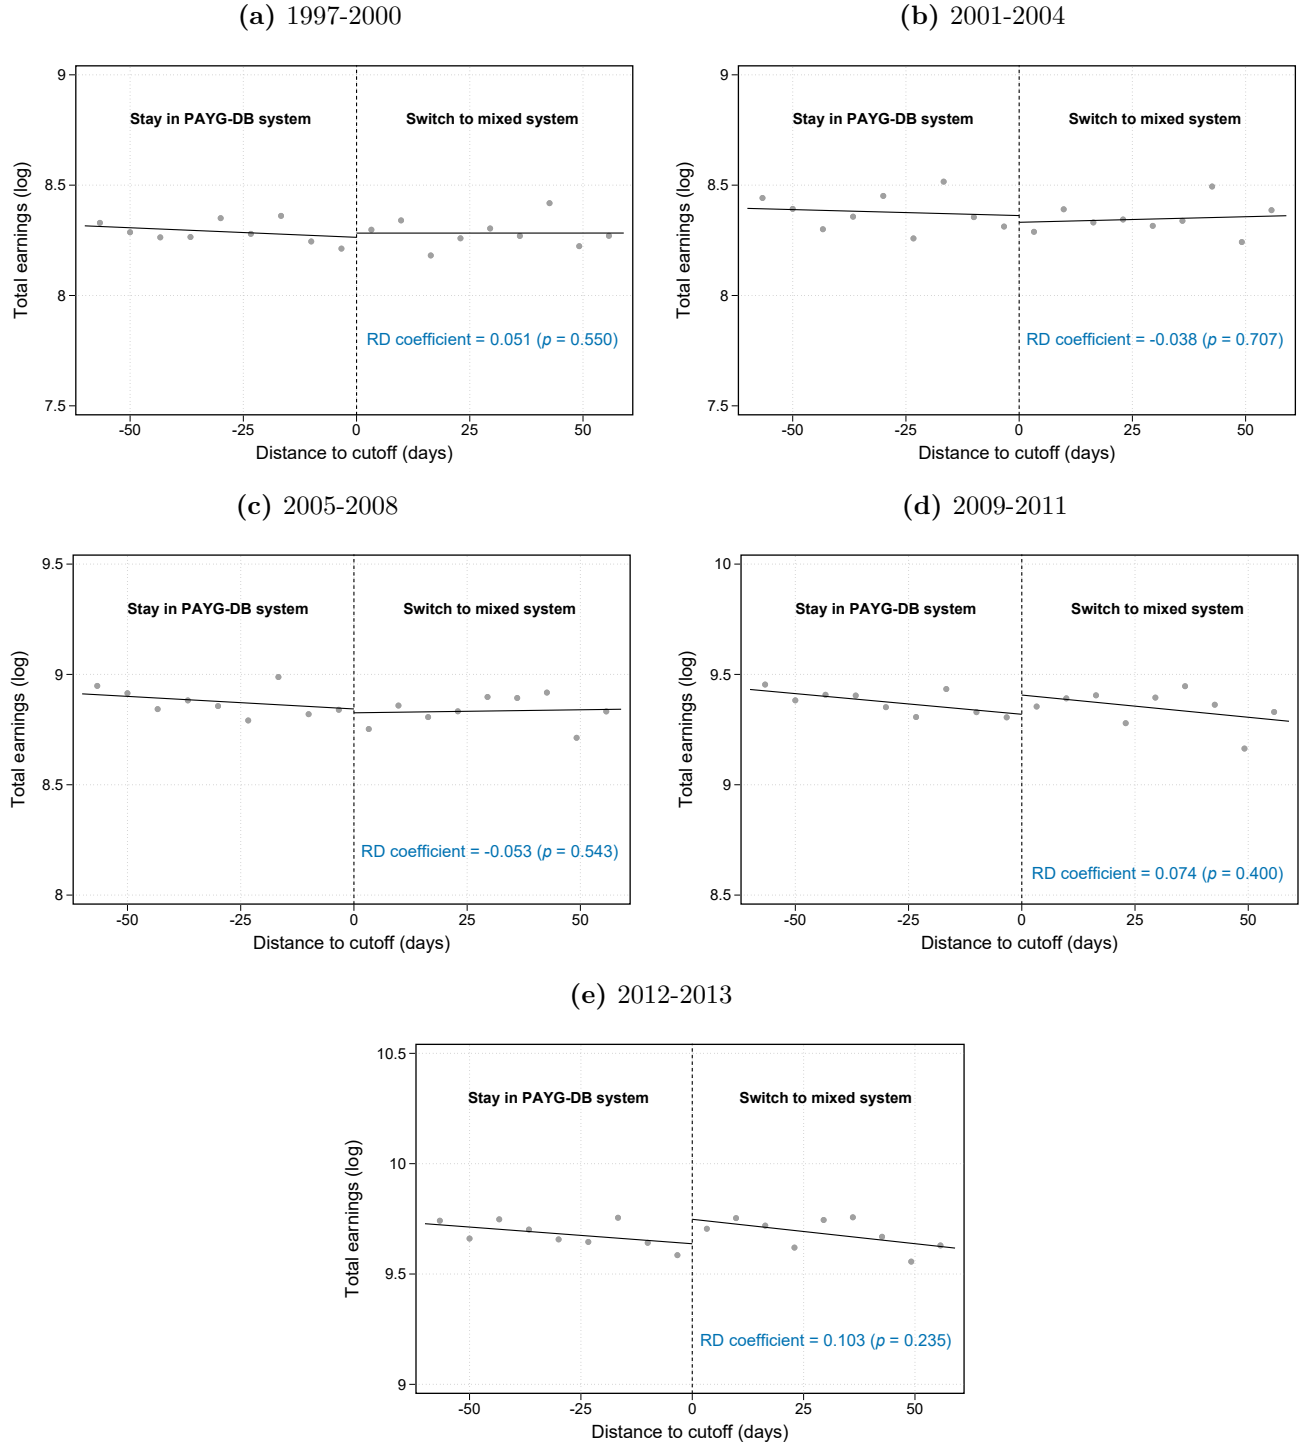 (a) 1997-2000
9
Stay in PAYG-DB system
Switch to mixed system
8.5
Total earnings (log)
8
RD coefficient = 0.051 (p = 0.550)
7.5
-50 -25 0 25 50
Distance to cutoff (days)
(b) 2001-2004
9
Stay in PAYG-DB system
Switch to mixed system
8.5
Total earnings (log)
8
RD coefficient = -0.038 (p = 0.707)
7.5
-50 -25 0 25 50
Distance to cutoff (days)
(c) 2005-2008
9.5
Stay in PAYG-DB system
Switch to mixed system
9
Total earnings (log)
8.5
RD coefficient = -0.053 (p = 0.543)
8
-50 -25 0 25 50
Distance to cutoff (days)
(d) 2009-2011
10
Stay in PAYG-DB system
Switch to mixed system
9.5
Total earnings (log)
9
RD coefficient = 0.074 (p = 0.400)
8.5
-50 -25 0 25 50
Distance to cutoff (days)
(e) 2012-2013
10.5
Stay in PAYG-DB system
Switch to mixed system
10
Total earnings (log)
9.5
RD coefficient = 0.103 (p = 0.235)
9
-50 -25 0 25 50
Distance to cutoff (days)